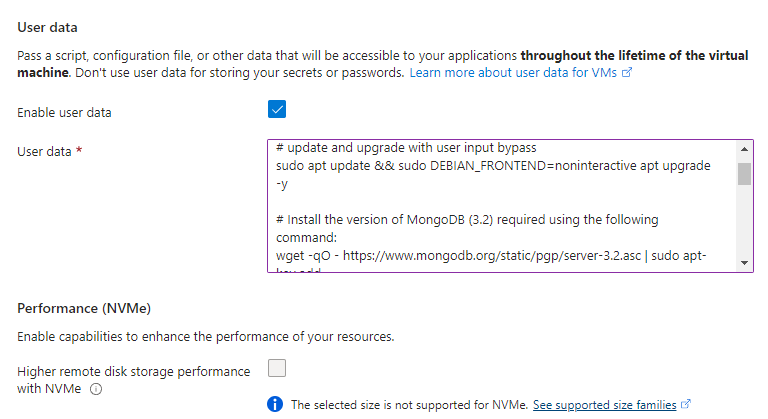 User data
Pass a script, configuration file, or other data that will be accessible to your applications throughout the lifetime of the virtual
machine. Don't use user data for storing your secrets or passwords. Learn more about user data for VMs
Enable user data
User data *
# update and upgrade with user input bypass
sudo apt update && sudo DEBIAN_FRONTEND=noninteractive apt upgrade
-y
# Install the version of MongoDB (3.2) required using the following
command:
wget -qO - https://www.mongodb.org/static/pgp/server-3.2.asc | sudo apt-
key add
Performance (NVMe)
Enable capabilities to enhance the performance of your resources.
Higher remote disk storage performance
with NVMe
The selected size is not supported for NVMe. See supported size families